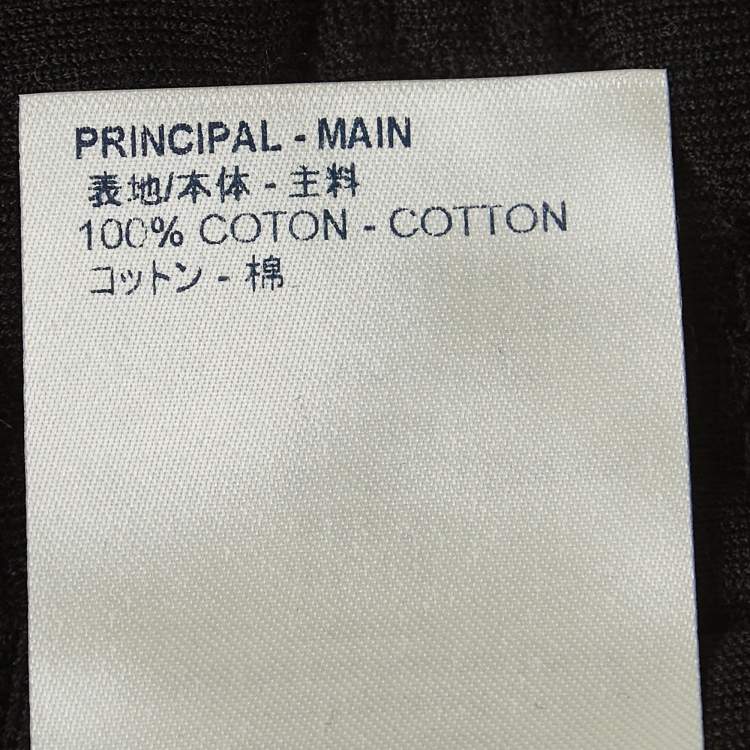 PRINCIPAL - MAIN
表地/本体 - 主料
100% COTON - COTTON
コットン - 棉